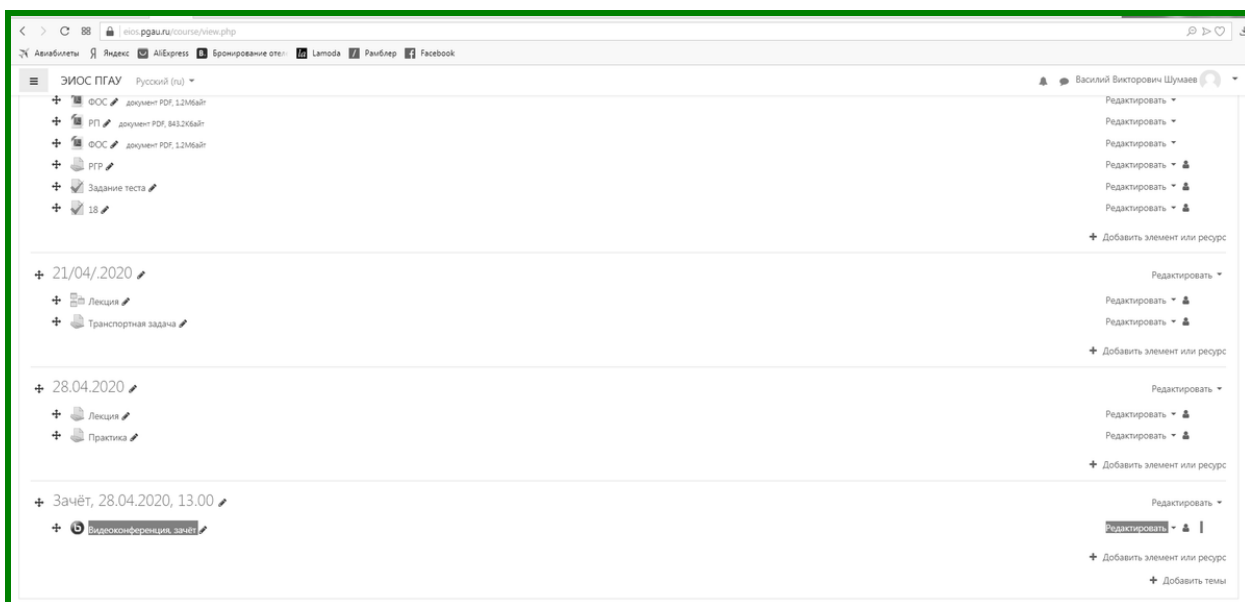 eios.pgau.ru/course/view.php
Авиабилеты Яндекс AliExpress Бронирование отел Lamoda Рамблер Facebook
ЭИОС ПГАУ Русский (ru) Василий Викторович Шумаев
ФОС документ PDF, 1.2Мбайт Редактировать
РП документ PDF, 843.2Кбайт Редактировать
ФОС документ PDF, 1.2Мбайт Редактировать
РГР Редактировать
Задание теста Редактировать
18 Редактировать
Добавить элемент или ресурс
21/04/.2020 Редактировать
Лекция Редактировать
Транспортная задача Редактировать
Добавить элемент или ресурс
28.04.2020 Редактировать
Лекция Редактировать
Практика Редактировать
Добавить элемент или ресурс
Зачёт, 28.04.2020, 13.00 Редактировать
Видеоконференция, зачёт Редактировать
Добавить элемент или ресурс
Добавить темы